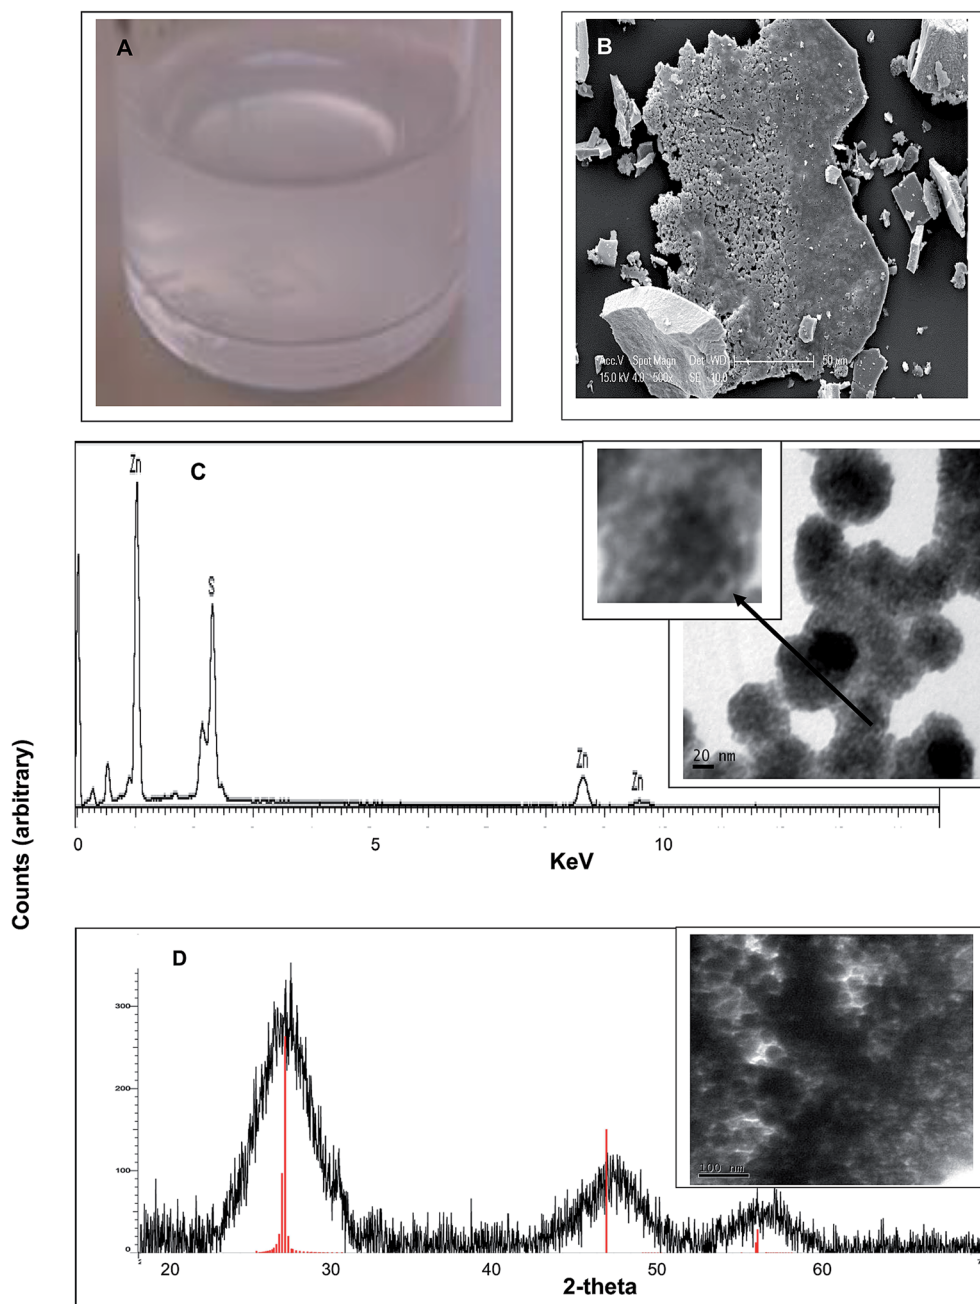 A
B
Acc.V Spot Magn Det WD
50 µm
15.0 kV 4.0 500x SE 10.0
C
Zn
S
Zn
Zn
20 nm
0 5 10
KeV
Counts (arbitrary)
D
300
200
100
0
100 nm
20 30 40 50 60
2-theta